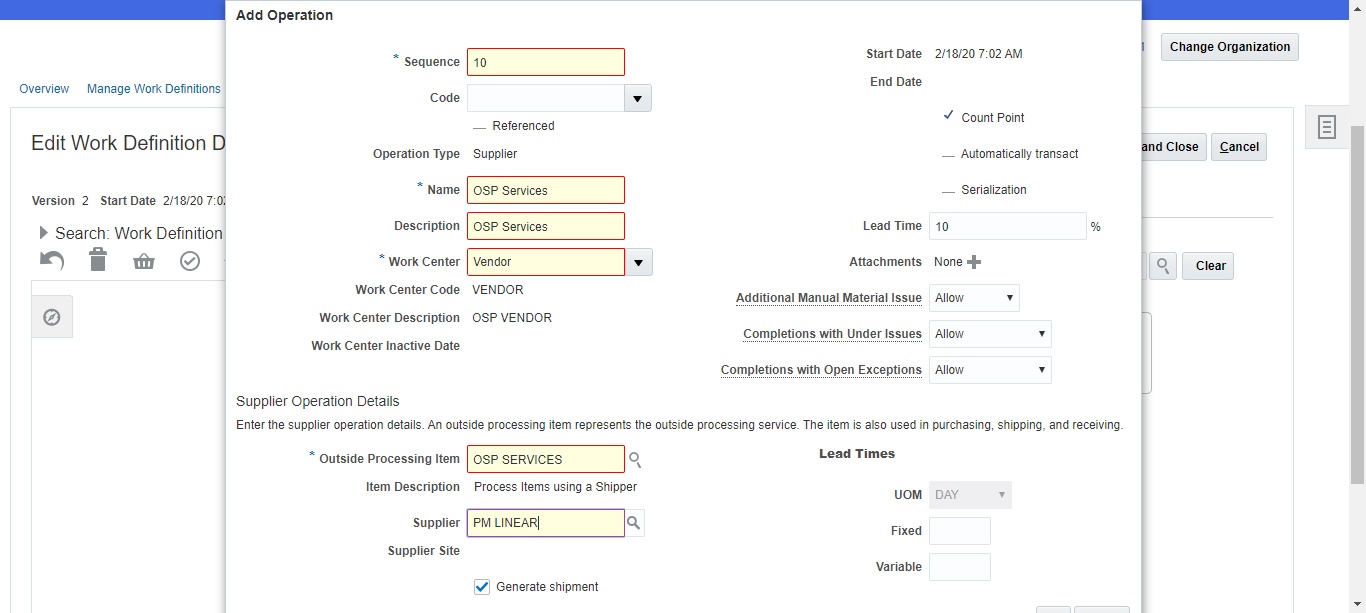 Add Operation
* Sequence 10
Code
Referenced
Operation Type Supplier
* Name OSP Services
Description OSP Services
* Work Center Vendor
Work Center Code VENDOR
Work Center Description OSP VENDOR
Work Center Inactive Date
Start Date 2/18/20 7:02 AM
End Date
Count Point
Automatically transact
Serialization
Lead Time 10 %
Attachments None
Additional Manual Material Issue Allow
Completions with Under Issues Allow
Completions with Open Exceptions Allow
Supplier Operation Details
Enter the supplier operation details. An outside processing item represents the outside processing service. The item is also used in purchasing, shipping, and receiving.
* Outside Processing Item OSP SERVICES
Item Description Process Items using a Shipper
Supplier PM LINEAR
Supplier Site
Generate shipment
Lead Times
UOM DAY
Fixed
Variable
Change Organization
Overview Manage Work Definitions
Edit Work Definition D
and Close Cancel
Version 2 Start Date 2/18/20 7:02
Search: Work Definition
Clear